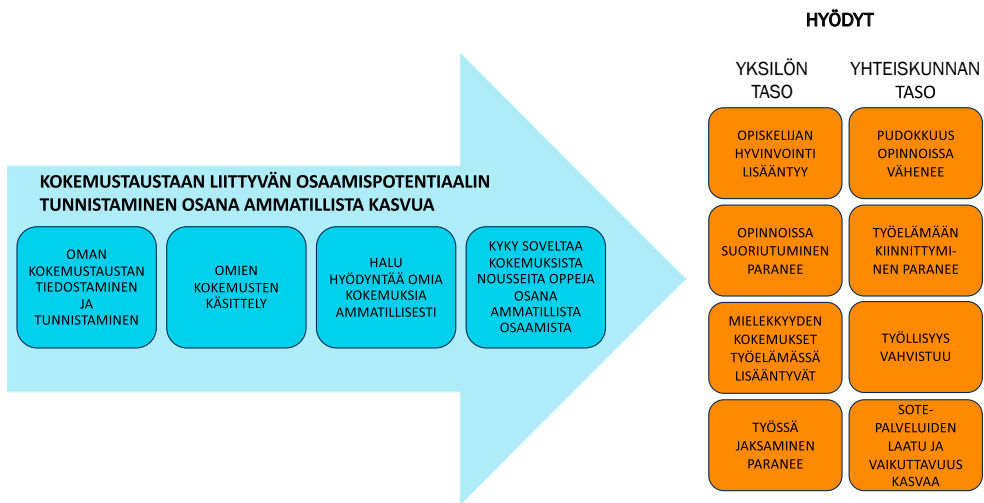 HYÖDYT
YKSILÖN
TASO
YHTEISKUNNAN
TASO
KOKEMUSTAUSTAAN LIITTYVÄN OSAAMISPOTENTIAALIN
TUNNISTAMINEN OSANA AMMATILLISTA KASVUA
OMAN
KOKEMUSTAUSTAN
TIEDOSTAMINEN
JA
TUNNISTAMINEN
OMIEN
KOKEMUSTEN
KÄSITTELY
HALU
HYÖDYNTÄÄ OMIA
KOKEMUKSIA
AMMATILLISESTI
KYKY SOVELTAA
KOKEMUKSISTA
NOUSSEITA OPPEJA
OSANA
AMMATILLISTA
OSAAMISTA
OPISKELIJAN
HYVINVOINTI
LISÄÄNTYY
PUDOKKUUS
OPINNOISSA
VÄHENEE
OPINNOISSA
SUORIUTUMINEN
PARANEE
TYÖELÄMÄÄN
KIINNITTYMI-
NEN PARANEE
MIELEKKYYDEN
KOKEMUKSET
TYÖELÄMÄSSÄ
LISÄÄNTYVÄT
TYÖLLISYYS
VAHVISTUU
TYÖSSÄ
JAKSAMINEN
PARANEE
SOTE-
PALVELUIDEN
LAATU JA
VAIKUTTAVUUS
KASVAA